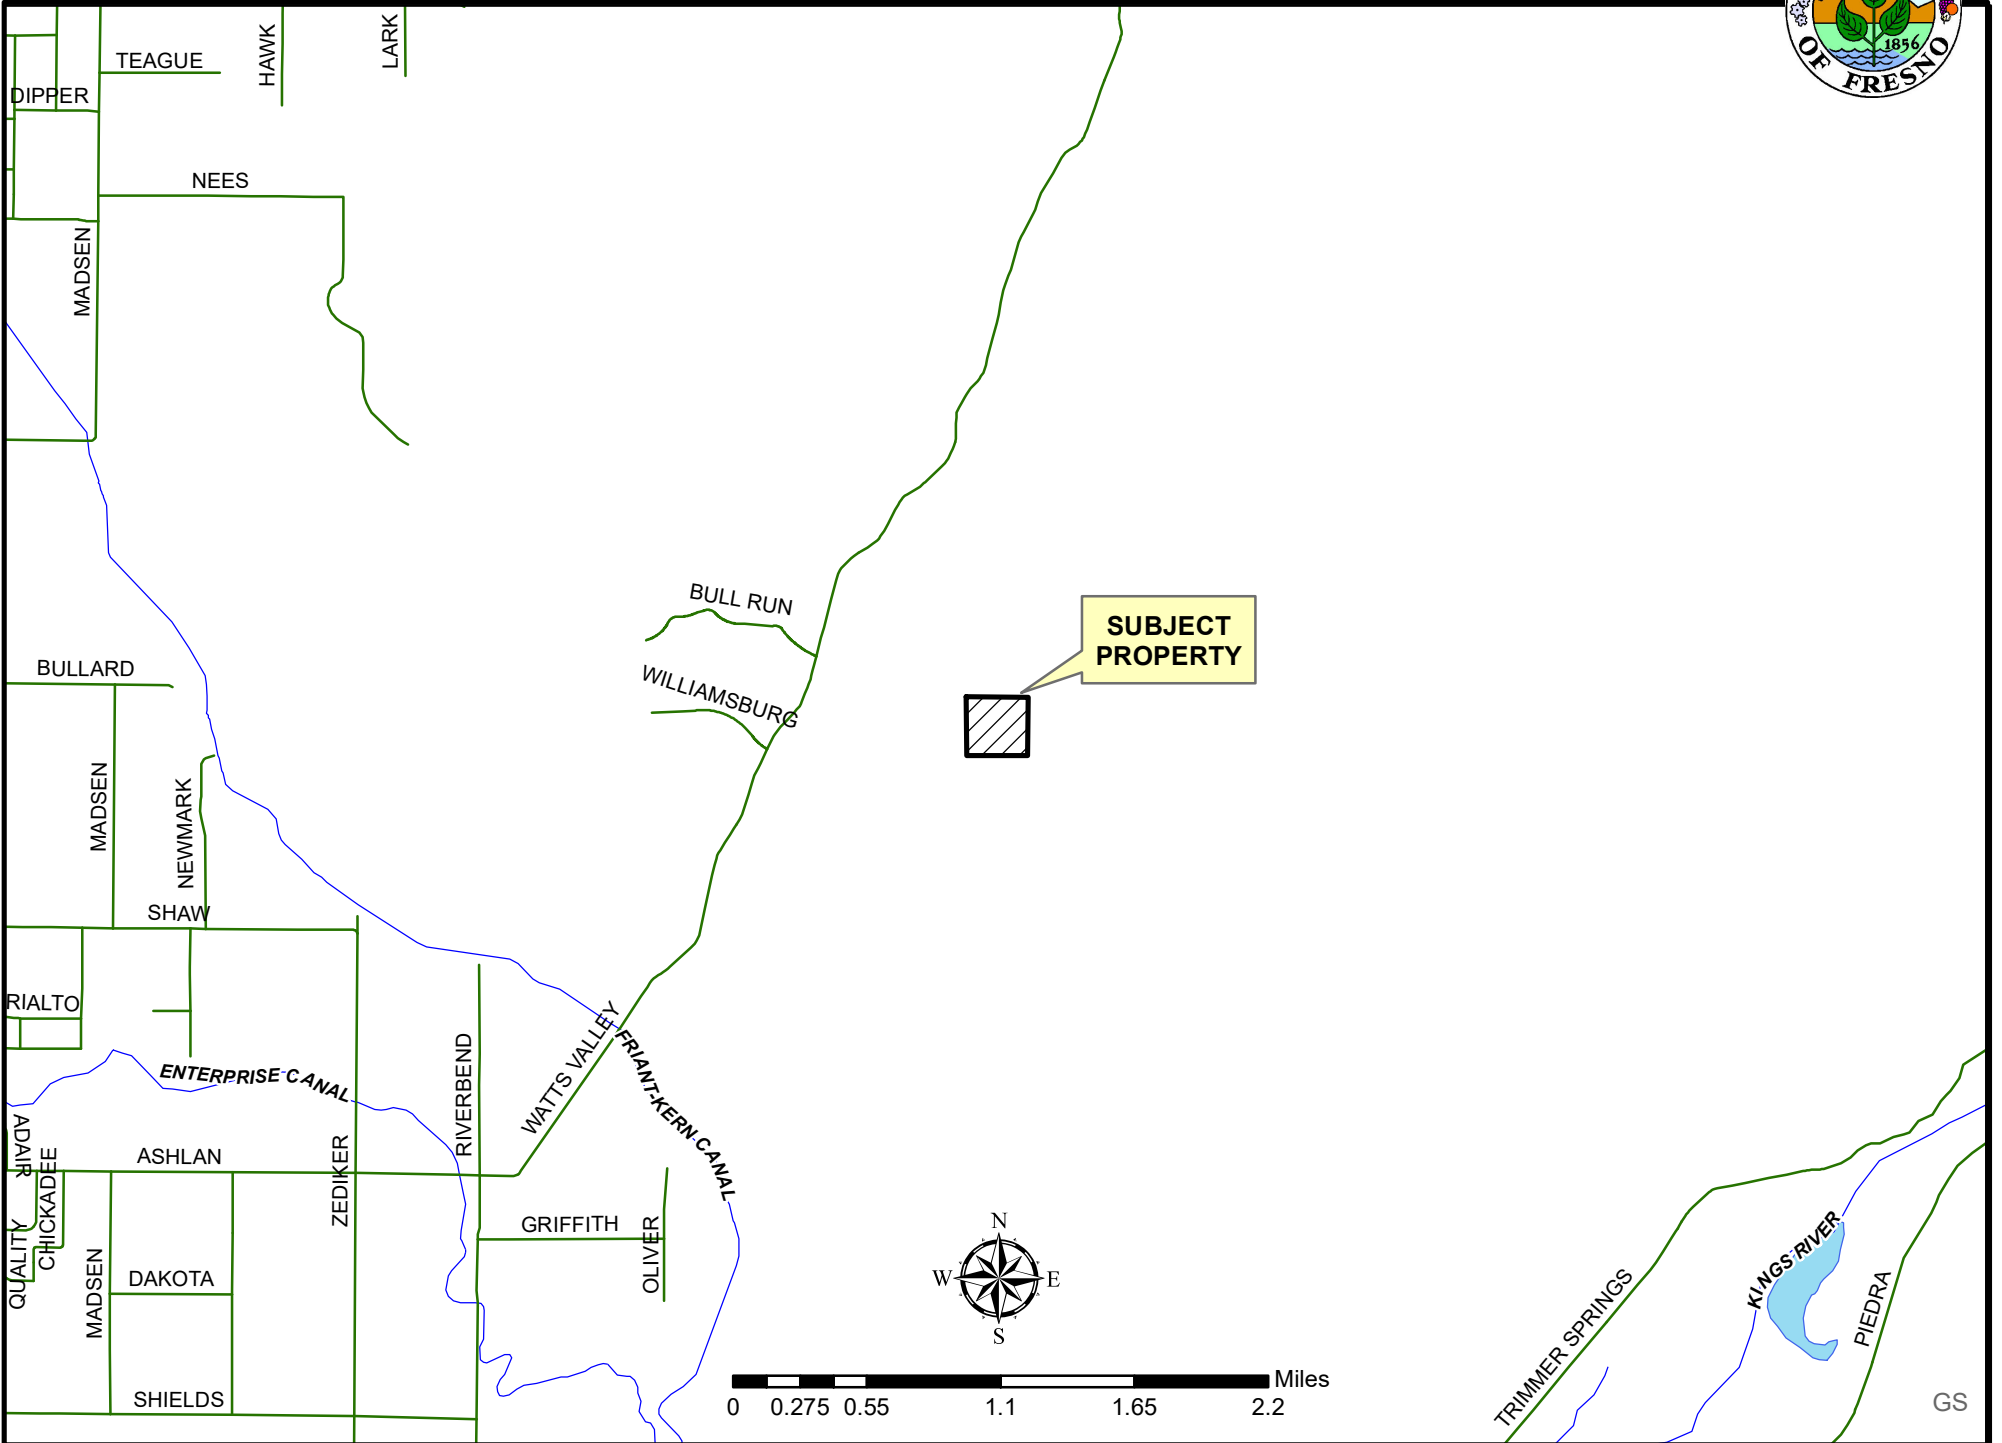 TEAGUE
HAWK
LARK
1856
OF FRESNO
DIPPER
NEES
MADSEN
BULL RUN
SUBJECT
PROPERTY
BULLARD
WILLIAMSBURG
MADSEN
NEWMARK
SHAW
RIALTO
WATTS VALLEY
FRIANT-KERN CANAL
RIVERBEND
ENTERPRISE CANAL
ADAIR
CHICKADEE
ASHLAN
ZEDIKER
QUALITY
MADSEN
DAKOTA
GRIFFITH
OLIVER
N
W
E
S
KINGS RIVER
TRIMMER SPRINGS
PIEDRA
SHIELDS
Miles
0 0.275 0.55 1.1 1.65 2.2
GS